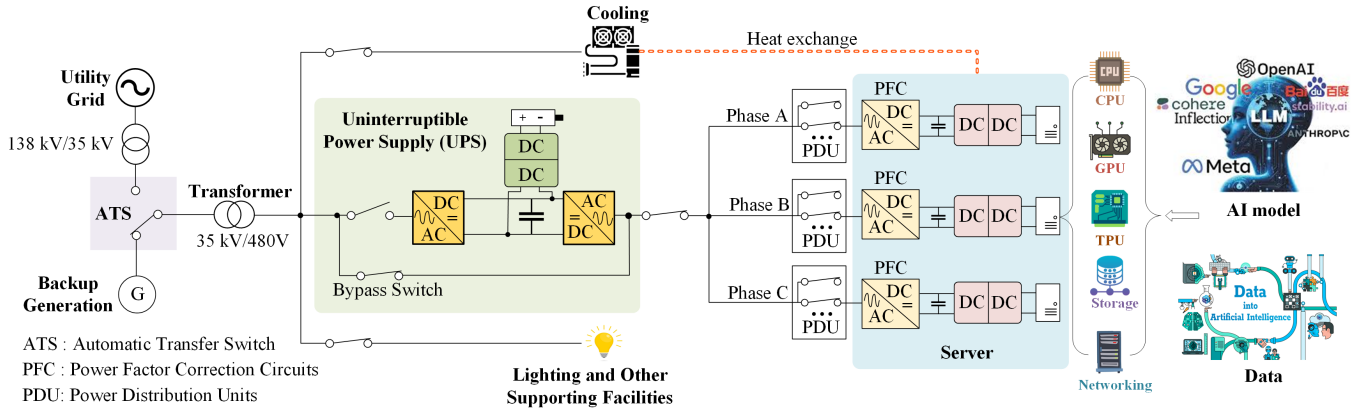 Cooling
Heat exchange
Utility
Grid
138 kV/35 kV
ATS
Transformer
35 kV/480V
Backup
Generation
G
Uninterruptible
Power Supply (UPS)
+ -
DC
DC
DC
=
AC
AC
=
DC
Bypass Switch
Lighting and Other
Supporting Facilities
Phase A
PDU
PFC
DC
=
AC
DC DC
Phase B
PDU
PFC
DC
=
AC
DC DC
Phase C
PDU
PFC
DC
=
AC
DC DC
Server
CPU
CPU
GPU
TPU
Storage
Networking
OpenAI
Google
Bai du 百度
cohere
stability.ai
Inflection
LLM
ANTHROP\C
Meta
AI model
Data
into
Artificial Intelligence
Data
ATS : Automatic Transfer Switch
PFC : Power Factor Correction Circuits
PDU: Power Distribution Units